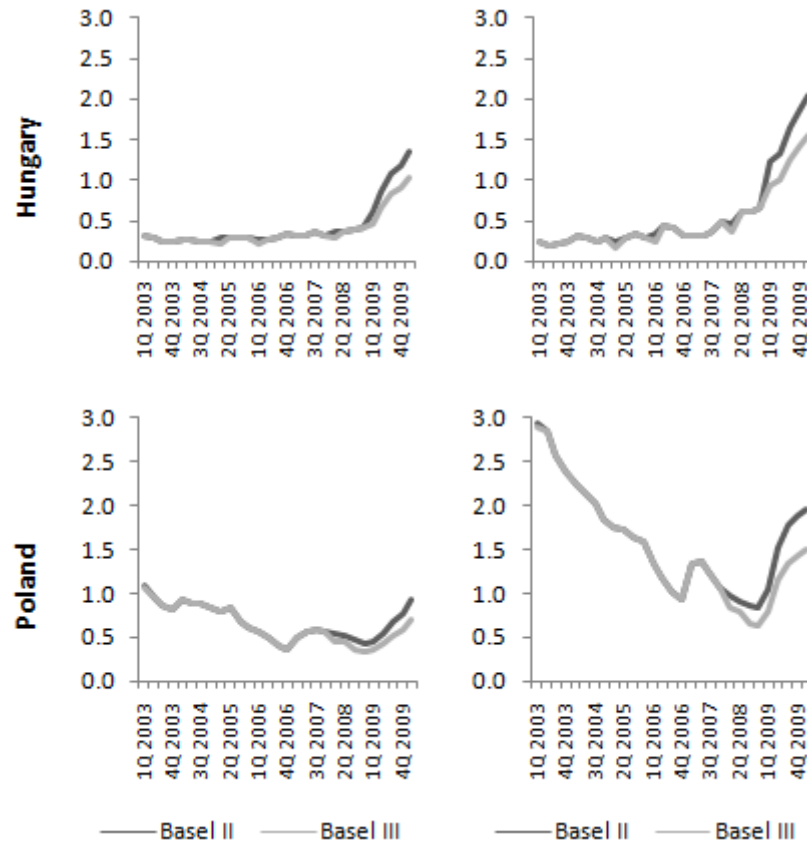 Hungary
3.0
2.5
2.0
1.5
1.0
0.5
0.0
1Q 2003
4Q 2003
3Q 2004
2Q 2005
1Q 2006
4Q 2006
3Q 2007
2Q 2008
1Q 2009
4Q 2009
3.0
2.5
2.0
1.5
1.0
0.5
0.0
1Q 2003
4Q 2003
3Q 2004
2Q 2005
1Q 2006
4Q 2006
3Q 2007
2Q 2008
1Q 2009
4Q 2009
Poland
3.0
2.5
2.0
1.5
1.0
0.5
0.0
1Q 2003
4Q 2003
3Q 2004
2Q 2005
1Q 2006
4Q 2006
3Q 2007
2Q 2008
1Q 2009
4Q 2009
3.0
2.5
2.0
1.5
1.0
0.5
0.0
1Q 2003
4Q 2003
3Q 2004
2Q 2005
1Q 2006
4Q 2006
3Q 2007
2Q 2008
1Q 2009
4Q 2009
Basel II Basel III
Basel II Basel III